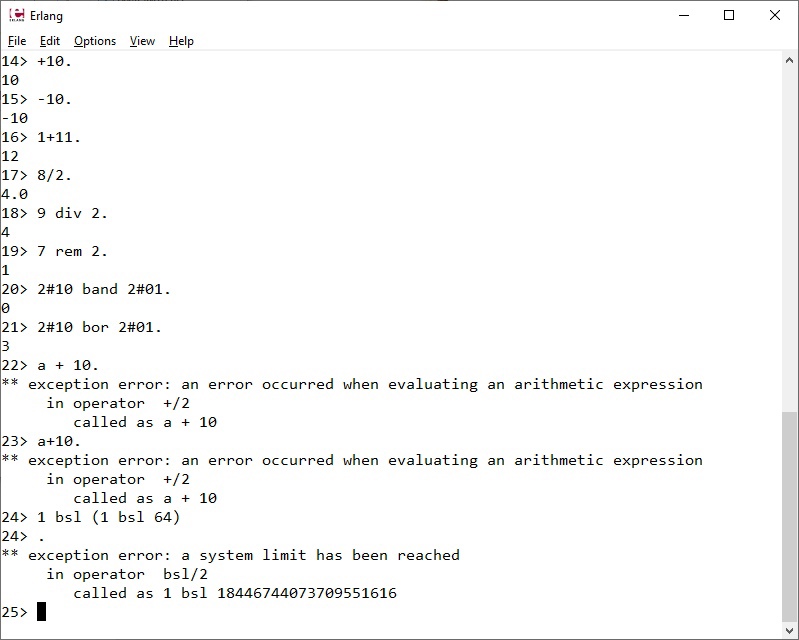 Erlang
File Edit Options View Help
14> +10.
10
15> -10.
-10
16> 1+11.
12
17> 8/2.
4.0
18> 9 div 2.
4
19> 7 rem 2.
1
20> 2#10 band 2#01.
0
21> 2#10 bor 2#01.
3
22> a + 10.
** exception error: an error occurred when evaluating an arithmetic expression
     in operator  +/2
        called as a + 10
23> a+10.
** exception error: an error occurred when evaluating an arithmetic expression
     in operator  +/2
        called as a + 10
24> 1 bsl (1 bsl 64)
24> .
** exception error: a system limit has been reached
     in operator  bsl/2
        called as 1 bsl 18446744073709551616
25>